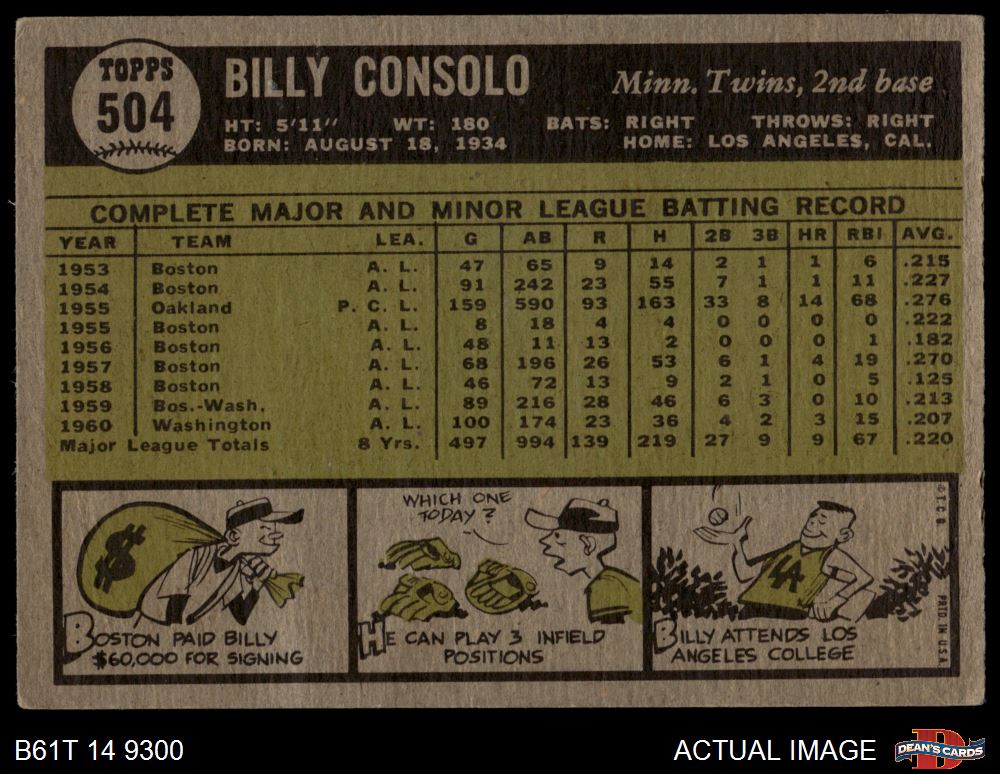 TOPPS
504
BILLY CONSOLO
Minn. Twins, 2nd base
HT: 5'11" WT: 180 BATS: RIGHT THROWS: RIGHT
BORN: AUGUST 18, 1934 HOME: LOS ANGELES, CAL.
COMPLETE MAJOR AND MINOR LEAGUE BATTING RECORD
YEAR TEAM LEA. G AB R H 2B 3B HR RBI AVG.
1953 Boston A. L. 47 65 9 14 2 1 1 6 .215
1954 Boston A. L. 91 242 23 55 7 1 1 11 .227
1955 Oakland P. C. L. 159 590 93 163 33 8 14 68 .276
1955 Boston A. L. 8 18 4 4 0 0 0 0 .222
1956 Boston A. L. 48 11 13 2 0 0 0 1 .182
1957 Boston A. L. 68 196 26 53 6 1 4 19 .270
1958 Boston A. L. 46 72 13 9 2 1 0 5 .125
1959 Bos.-Wash. A. L. 89 216 28 46 6 3 0 10 .213
1960 Washington A. L. 100 174 23 36 4 2 3 15 .207
Major League Totals 8 Yrs. 497 994 139 219 27 9 9 67 .220
$
BOSTON PAID BILLY
$60,000 FOR SIGNING
WHICH ONE
TODAY?
HE CAN PLAY 3 INFIELD
POSITIONS
LA
BILLY ATTENDS LOS
ANGELES COLLEGE
©T.C.G.
PRTD IN U.S.A.
B61T 14 9300
ACTUAL IMAGE
DEAN'S CARDS